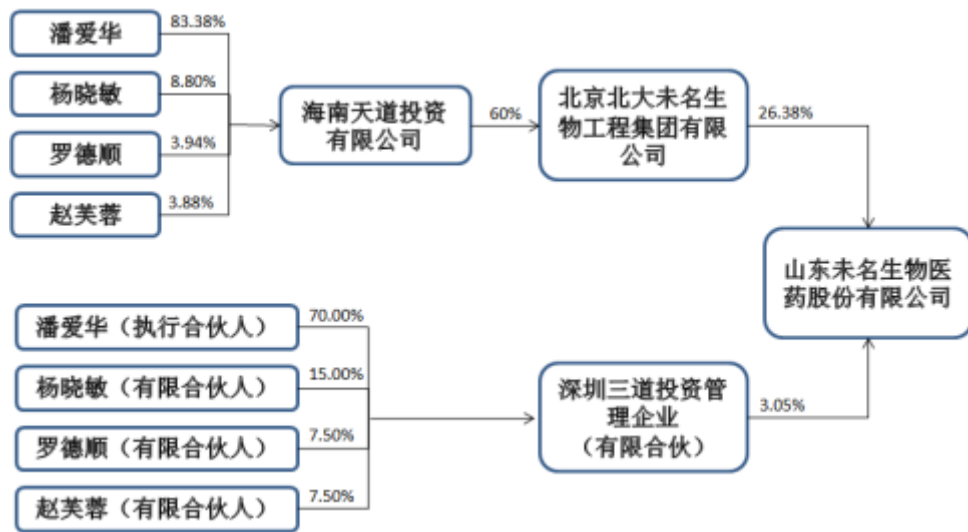 潘爱华
83.38%
杨晓敏
8.80%
罗德顺
3.94%
赵芙蓉
3.88%
海南天道投资
有限公司
60%
北京北大未名生
物工程集团有限
公司
26.38%
山东未名生物医
药股份有限公司
潘爱华（执行合伙人）
70.00%
杨晓敏（有限合伙人）
15.00%
罗德顺（有限合伙人）
7.50%
赵芙蓉（有限合伙人）
7.50%
深圳三道投资管
理企业
（有限合伙）
3.05%